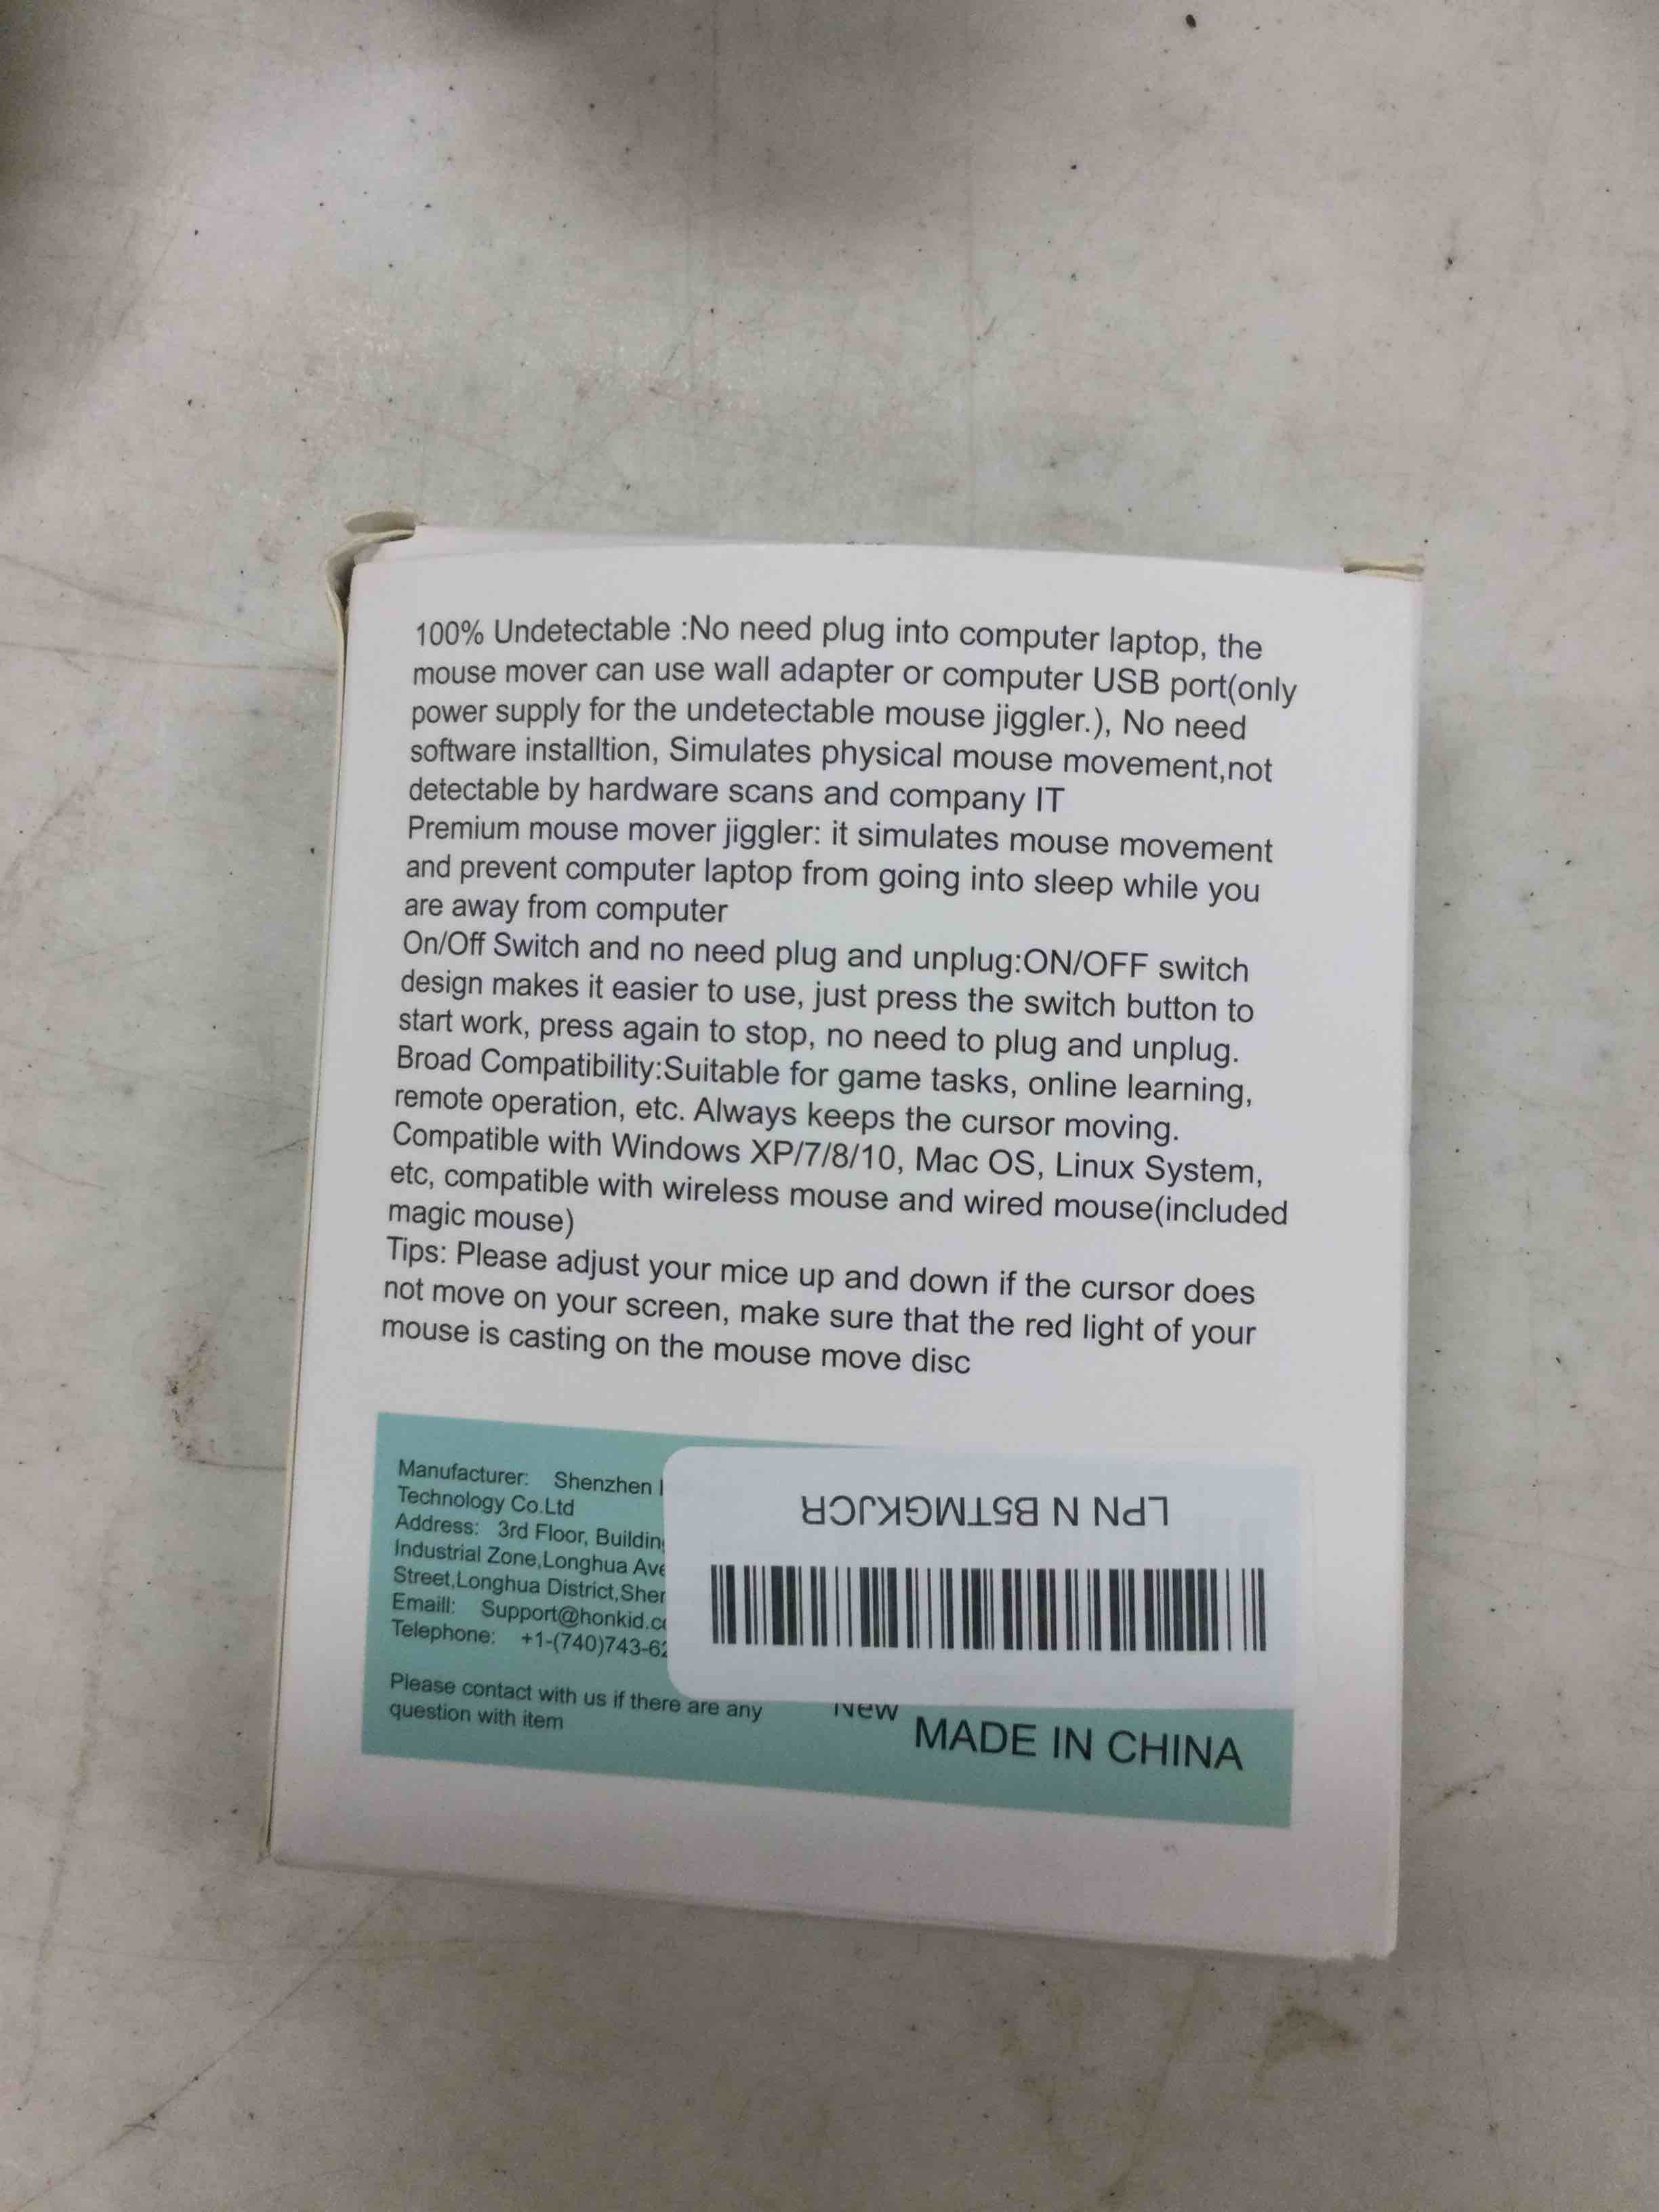 100% Undetectable :No need plug into computer laptop, the
mouse mover can use wall adapter or computer USB port(only
power supply for the undetectable mouse jiggler.), No need
software installtion, Simulates physical mouse movement,not
detectable by hardware scans and company IT
Premium mouse mover jiggler: it simulates mouse movement
and prevent computer laptop from going into sleep while you
are away from computer
On/Off Switch and no need plug and unplug:ON/OFF switch
design makes it easier to use, just press the switch button to
start work, press again to stop, no need to plug and unplug.
Broad Compatibility:Suitable for game tasks, online learning,
remote operation, etc. Always keeps the cursor moving.
Compatible with Windows XP/7/8/10, Mac OS, Linux System,
etc, compatible with wireless mouse and wired mouse(included
magic mouse)
Tips: Please adjust your mice up and down if the cursor does
not move on your screen, make sure that the red light of your
mouse is casting on the mouse move disc
Manufacturer: Shenzhen
Technology Co.Ltd
Address: 3rd Floor,
Industrial Zone,Longhua
Street,Longhua District,
Emaill:
Telephone:
Please contact with us if there are any
question with item
LPN N B5TMGKJCR
New
MADE IN CHINA